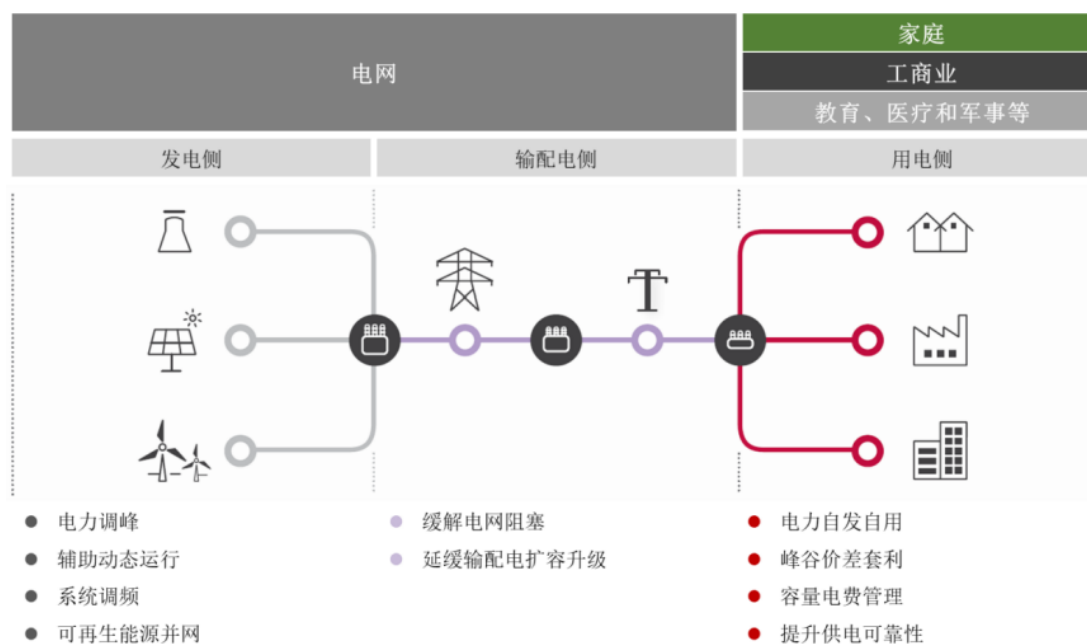 电网
家庭
工商业
教育、医疗和军事等
发电侧
输配电侧
用电侧
电力调峰
辅助动态运行
系统调频
可再生能源并网
缓解电网阻塞
延缓输配电扩容升级
电力自发自用
峰谷价差套利
容量电费管理
提升供电可靠性